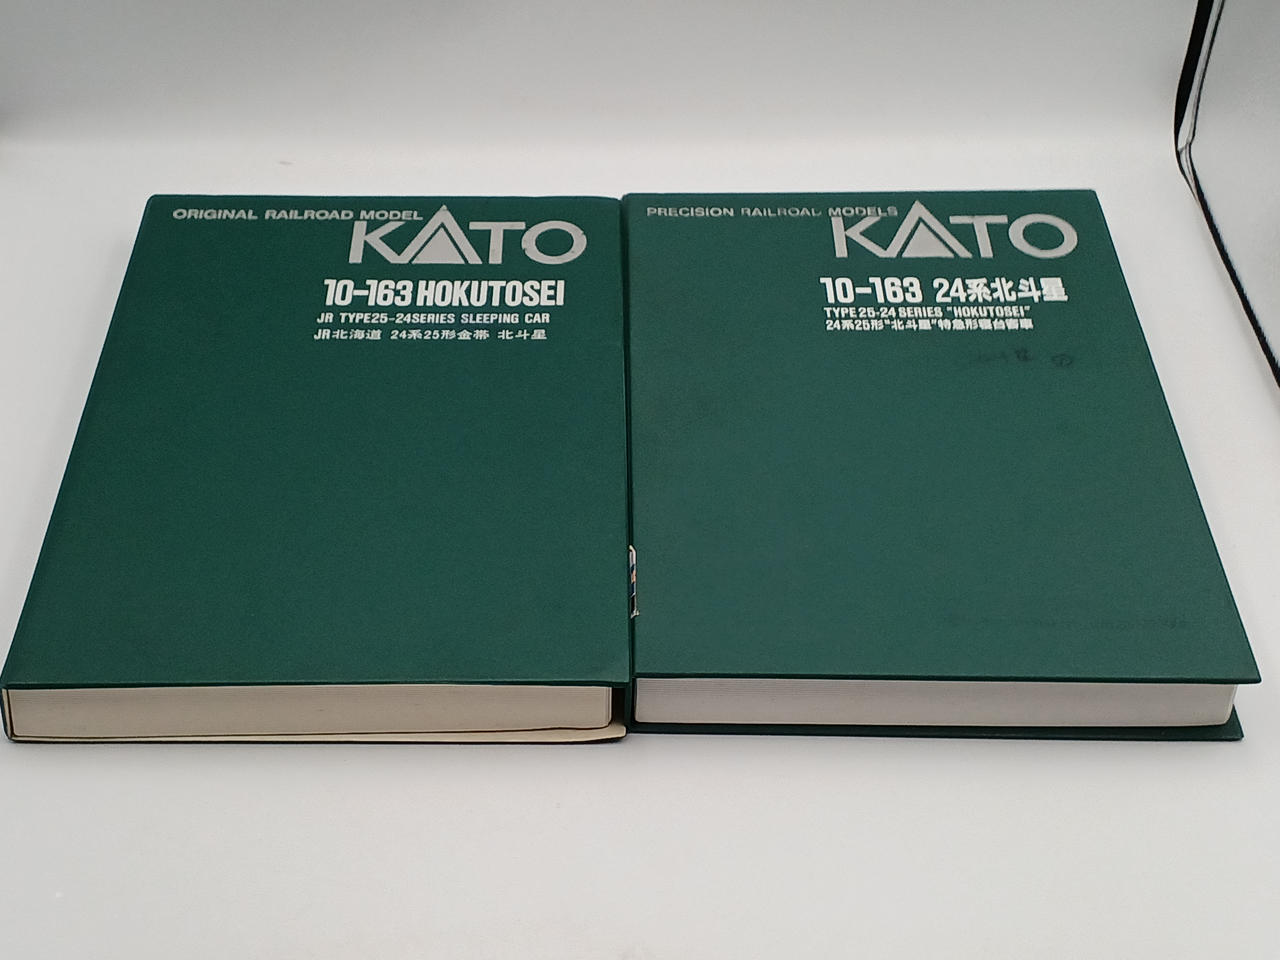 ORIGINAL RAILROAD MODEL
KATO
10-163 HOKUTOSEI
JR TYPE25-24SERIES SLEEPING CAR
JR北海道 24系25形金帯 北斗星
PRECISION RAILROAD MODELS
KATO
10-163 24系北斗星
TYPE 25-24 SERIES "HOKUTOSEI"
24系25形"北斗星"特急形寝台客車